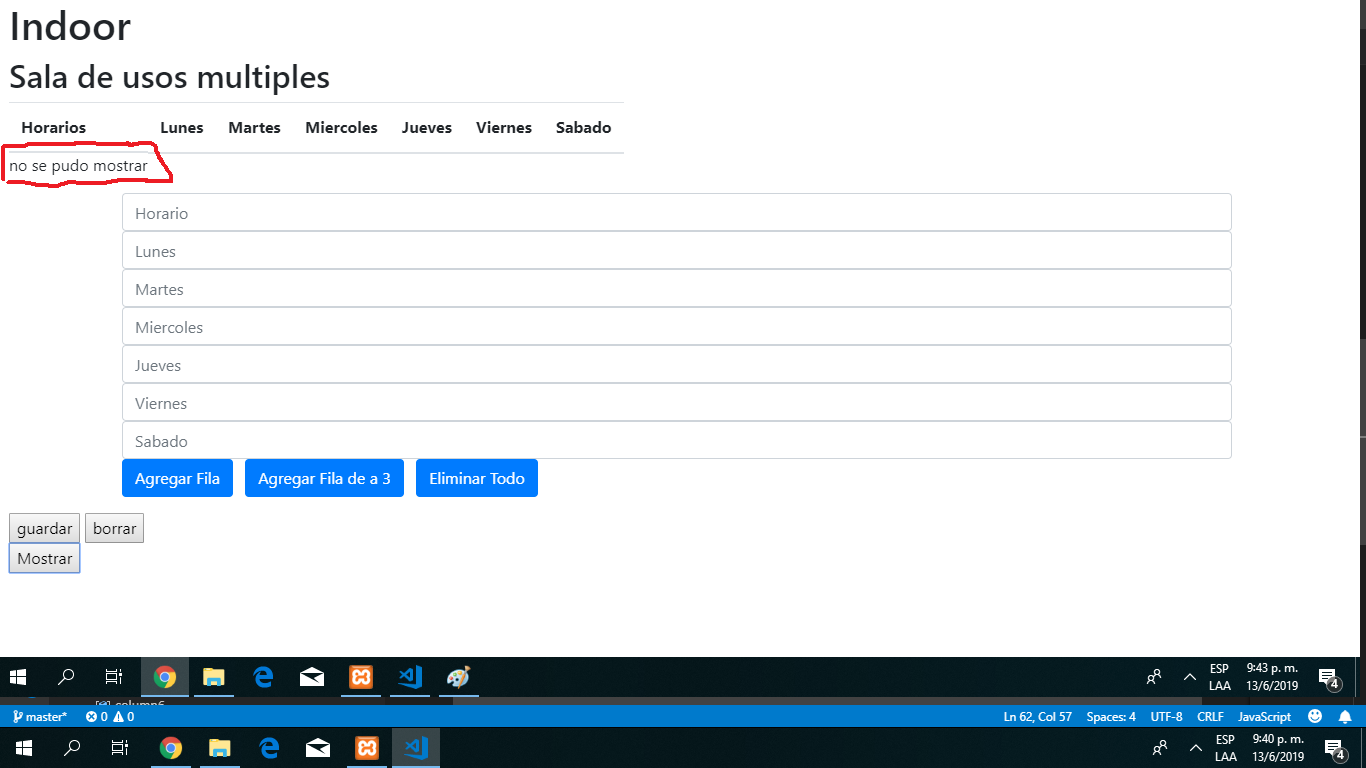 Indoor
Sala de usos multiples
Horarios Lunes Martes Miercoles Jueves Viernes Sabado
no se pudo mostrar
Horario
Lunes
Martes
Miercoles
Jueves
Viernes
Sabado
Agregar Fila Agregar Fila de a 3 Eliminar Todo
guardar borrar
Mostrar
ESP 9:43 p. m.
LAA 13/6/2019 4
master* 0 0 Ln 62, Col 57 Spaces: 4 UTF-8 CRLF JavaScript
ESP 9:40 p. m.
LAA 13/6/2019 4